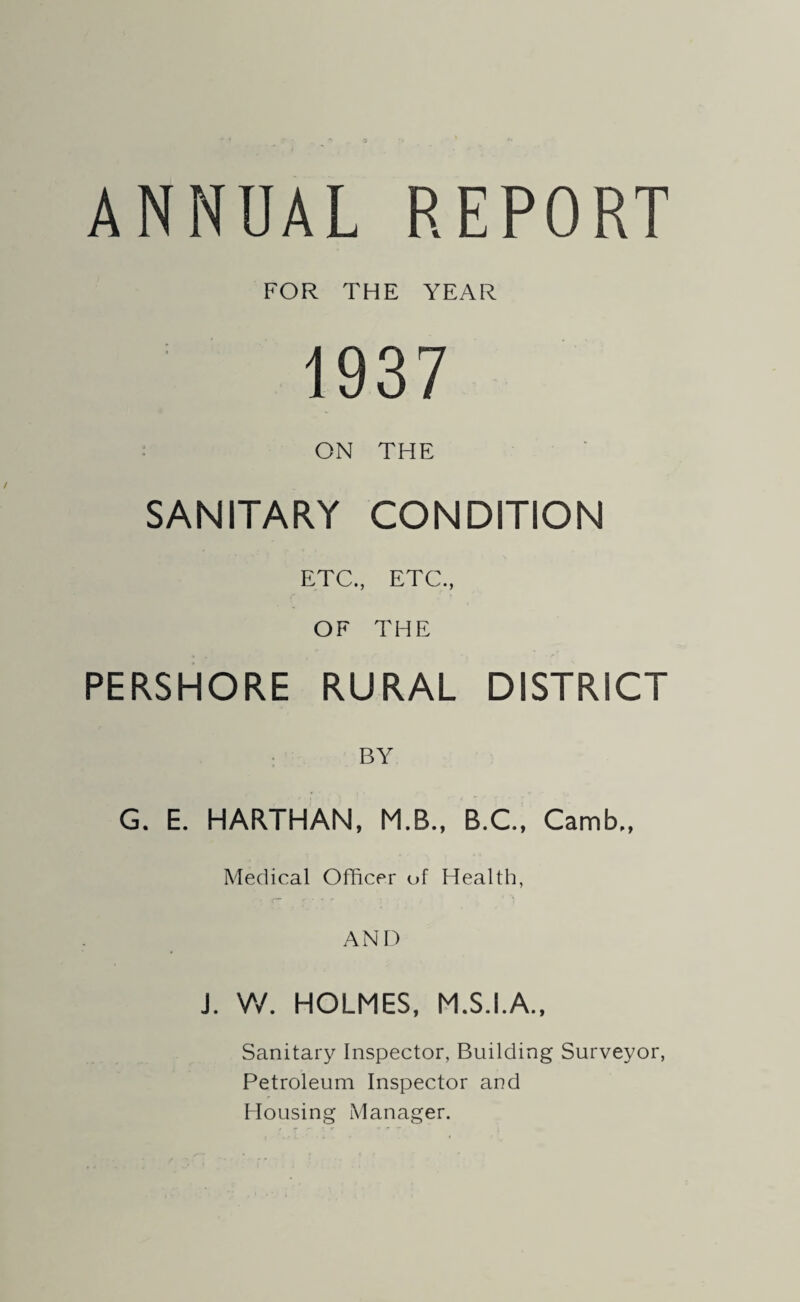 ANNUAL REPORT
FOR THE YEAR
1937
ON THE
SANITARY CONDITION
ETC., ETC.,
OF THE
PERSHORE RURAL DISTRICT
BY
G. E. HARTHAN, M.B., B.C., Camb.,
Medical Officer of Health,
AND
J. W. HOLMES, M.S.I.A.,
Sanitary Inspector, Building Surveyor,
Petroleum Inspector and
Housing Manager.